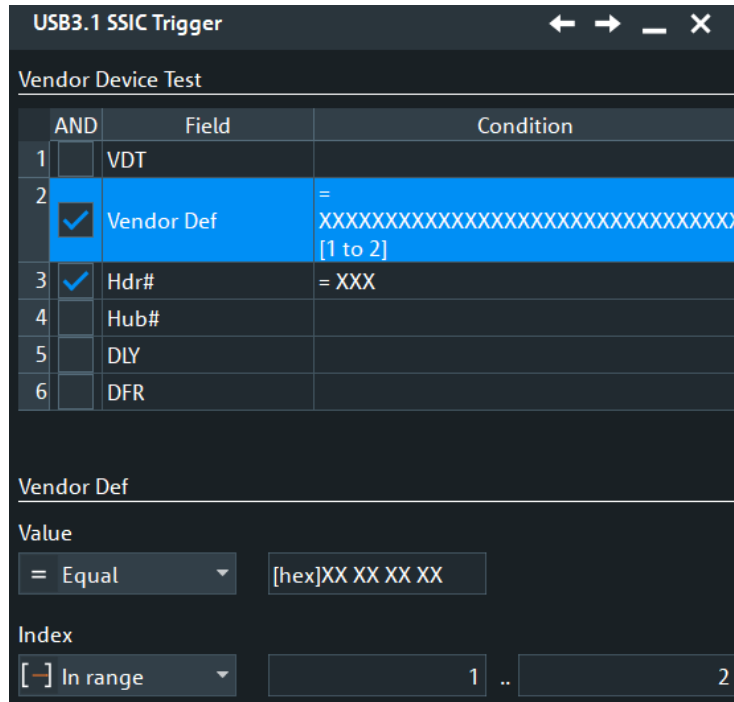 USB3.1 SSIC Trigger
Vendor Device Test
AND Field Condition
1 VDT
2 Vendor Def =
XXXXXXXXXXXXXXXXXXXXXXXXXXXXXXXX
[1 to 2]
3 Hdr# = XXX
4 Hub#
5 DLY
6 DFR
Vendor Def
Value
= Equal [hex]XX XX XX XX
Index
[–] In range 1 .. 2